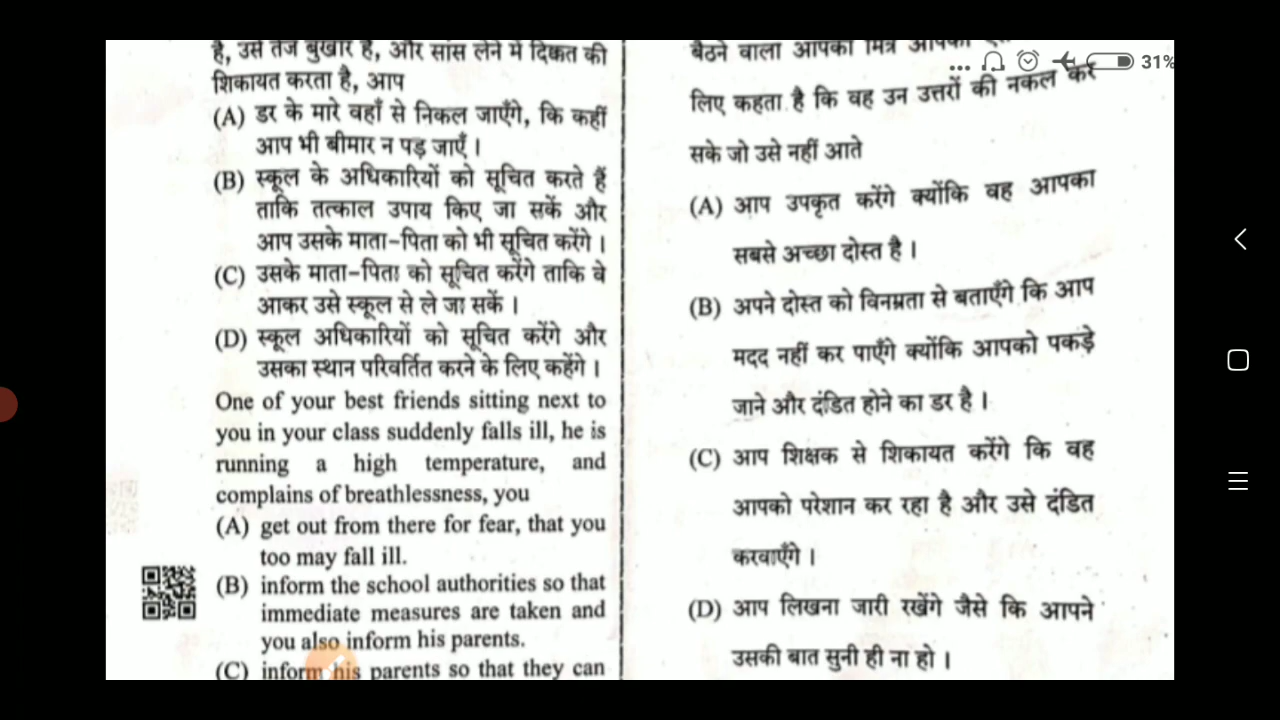 है, उसे तेज बुखार है, और सांस लेने में दिक्कत की
शिकायत करता है, आप
(A) डर के मारे वहाँ से निकल जाएँगे, कि कहीं
आप भी बीमार न पड़ जाएँ ।
(B) स्कूल के अधिकारियों को सूचित करते हैं
ताकि तत्काल उपाय किए जा सकें और
आप उसके माता-पिता को भी सूचित करेंगे ।
(C) उसके माता-पिता को सूचित करेंगे ताकि वे
आकर उसे स्कूल से ले जा सकें ।
(D) स्कूल अधिकारियों को सूचित करेंगे और
उसका स्थान परिवर्तित करने के लिए कहेंगे ।
One of your best friends sitting next to
you in your class suddenly falls ill, he is
running a high temperature, and
complains of breathlessness, you
(A) get out from there for fear, that you
too may fall ill.
(B) inform the school authorities so that
immediate measures are taken and
you also inform his parents.
(C) inform his parents so that they can
बैठने वाला आपका मित्र आपको
31%
लिए कहता है कि वह उन उत्तरों की नकल कर
सके जो उसे नहीं आते
(A) आप उपकृत करेंगे क्योंकि वह आपका
सबसे अच्छा दोस्त है ।
(B) अपने दोस्त को विनम्रता से बताएँगे कि आप
मदद नहीं कर पाएँगे क्योंकि आपको पकड़े
जाने और दंडित होने का डर है ।
(C) आप शिक्षक से शिकायत करेंगे कि वह
आपको परेशान कर रहा है और उसे दंडित
करवाएँगे ।
(D) आप लिखना जारी रखेंगे जैसे कि आपने
उसकी बात सुनी ही ना हो ।